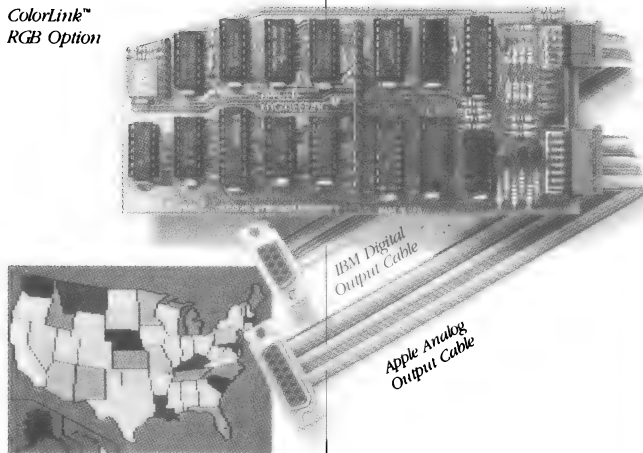 ColorLink™
RGB Option
IBM Digital
Output Cable
Apple Analog
Output Cable